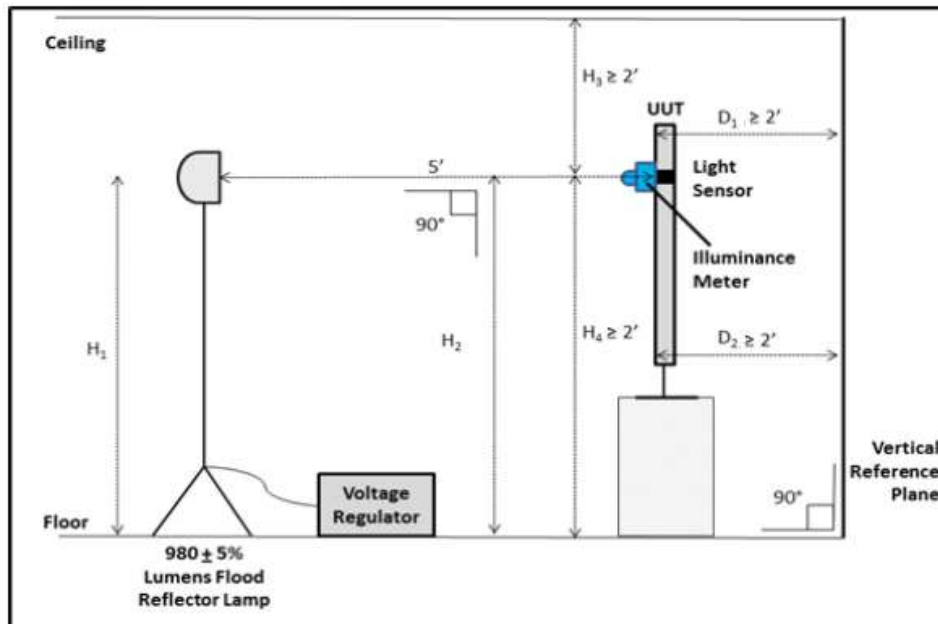 Ceiling
H₃ ≥ 2’
UUT
D₁ ≥ 2’
5’
Light
Sensor
90°
Illuminance
Meter
H₁
H₂
H₄ ≥ 2’
D₂ ≥ 2’
Vertical
Reference
Plane
Voltage
Regulator
90°
Floor
980 ± 5%
Lumens Flood
Reflector Lamp